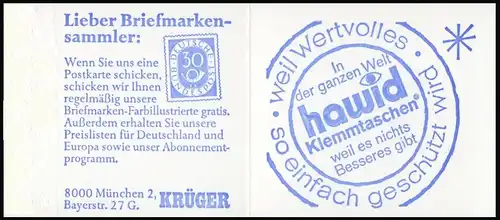 Lieber Briefmarken-
sammler:
Wenn Sie uns eine
Postkarte schicken,
schicken wir Ihnen
regelmäßig unsere
Briefmarken-Farbillustrierte gratis.
Außerdem erhalten Sie unsere
Preislisten für Deutschland und
Europa sowie unser Abonnement-
programm.
8000 München 2,
Bayerstr. 27 G. KRÜGER
DEUTSCHE
BUNDESPOST
30
weil Wertvolles · so einfach geschützt wird ·
In
der ganzen Welt
hawid®
Klemmtaschen
weil es nichts
Besseres gibt